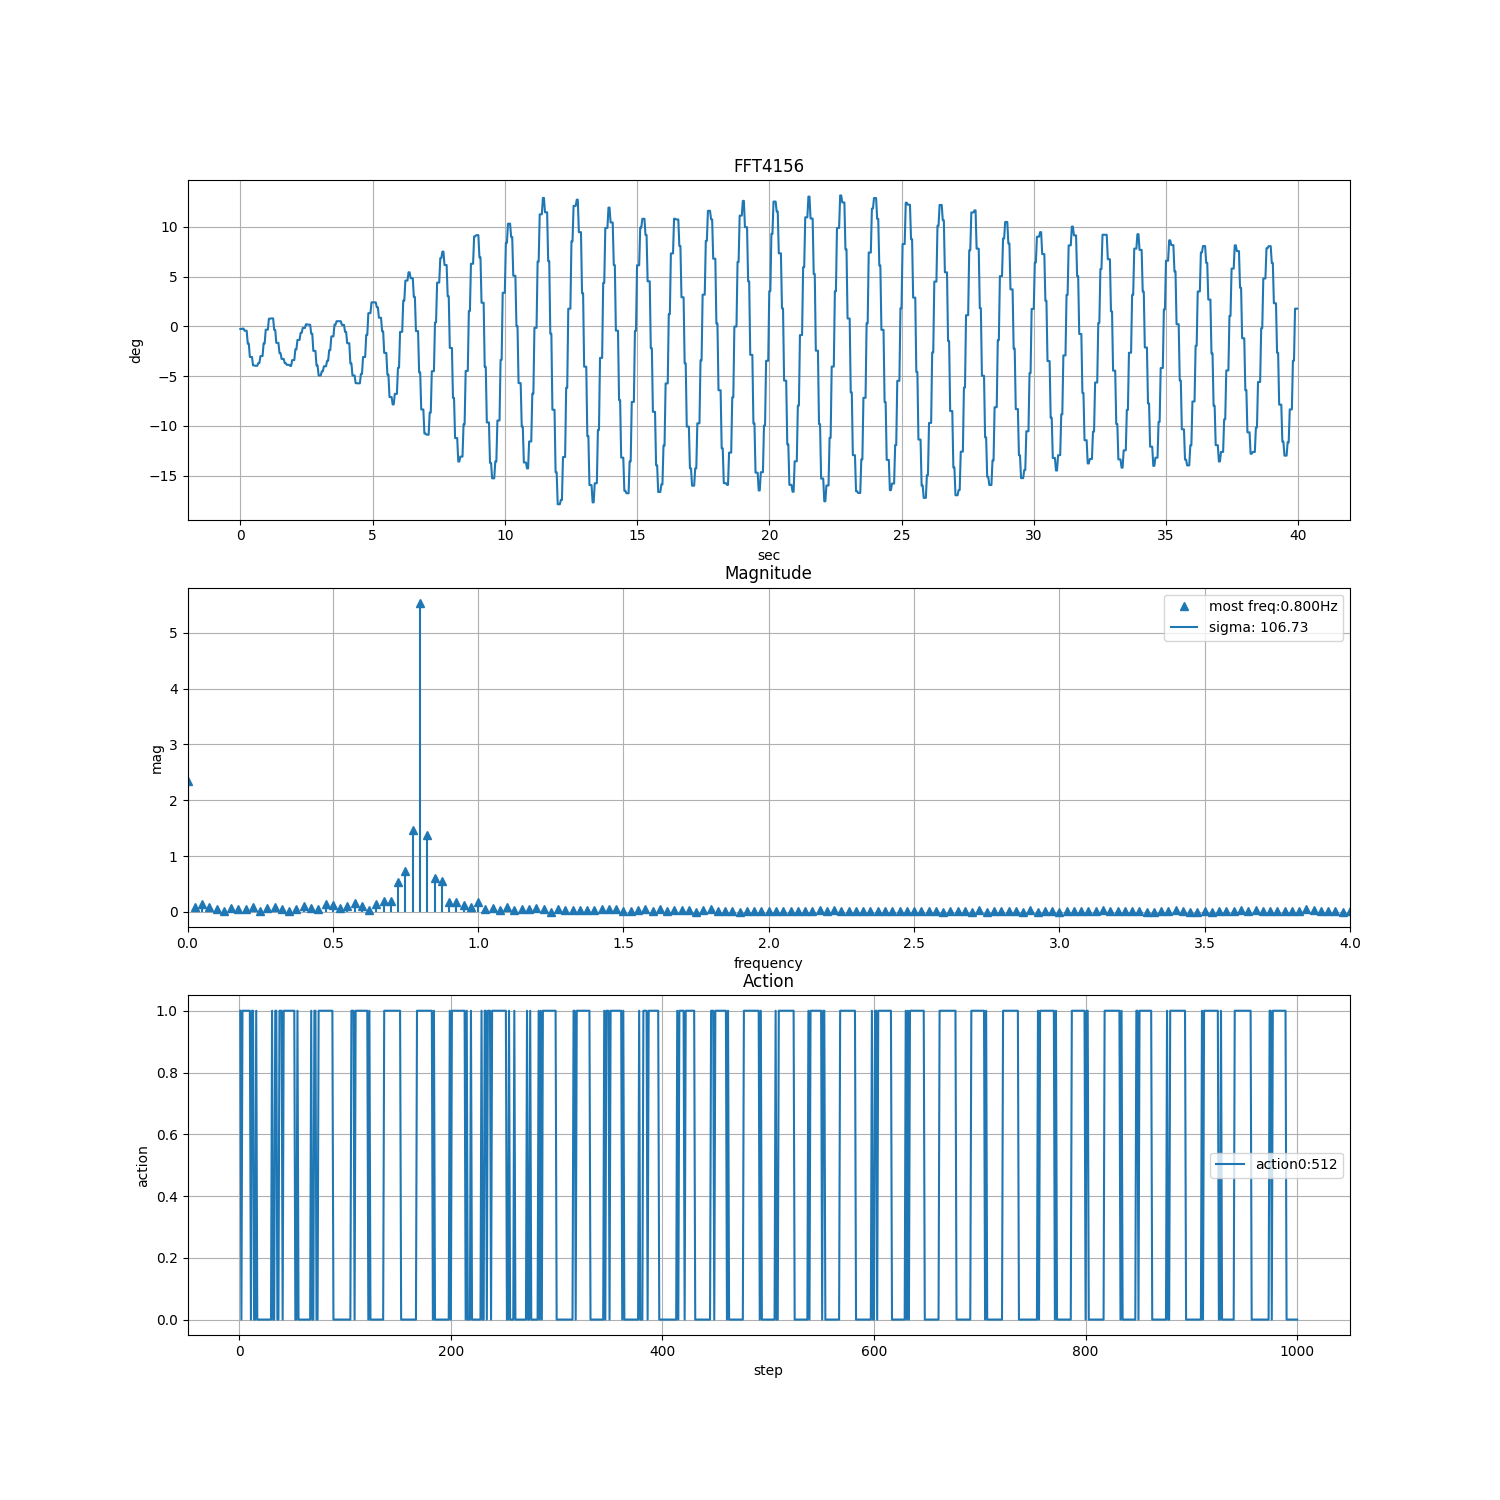 FFT4156
deg
10
5
0
−5
−10
−15
0 5 10 15 20 25 30 35 40
sec
Magnitude
mag
5
4
3
2
1
0
most freq:0.800Hz
sigma: 106.73
0.0 0.5 1.0 1.5 2.0 2.5 3.0 3.5 4.0
frequency
Action
action
1.0
0.8
0.6
0.4
0.2
0.0
action0:512
0 200 400 600 800 1000
step